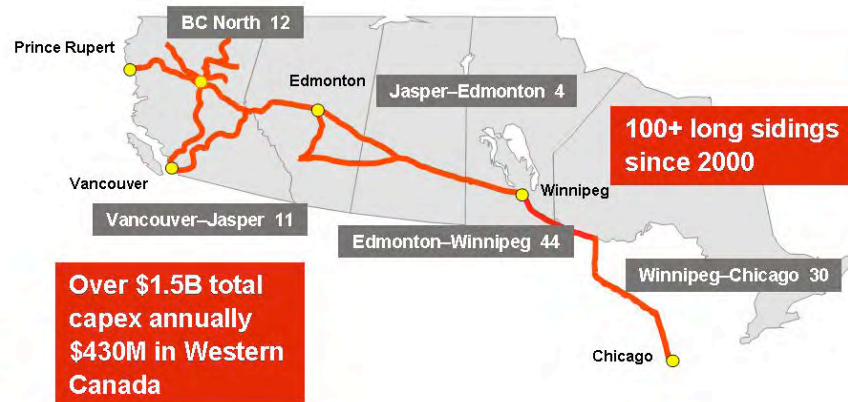 BC North 12
Prince Rupert
Edmonton
Jasper–Edmonton 4
100+ long sidings
since 2000
Vancouver
Winnipeg
Vancouver–Jasper 11
Edmonton–Winnipeg 44
Winnipeg–Chicago 30
Over $1.5B total
capex annually
$430M in Western
Canada
Chicago